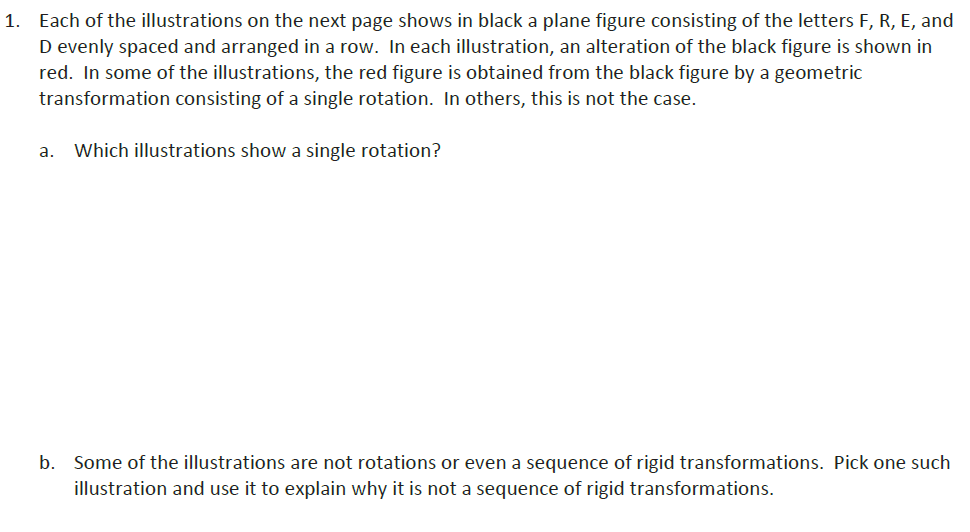 1. Each of the illustrations on the next page shows in black a plane figure consisting of the letters F, R, E, and
D evenly spaced and arranged in a row. In each illustration, an alteration of the black figure is shown in
red. In some of the illustrations, the red figure is obtained from the black figure by a geometric
transformation consisting of a single rotation. In others, this is not the case.
a. Which illustrations show a single rotation?
b. Some of the illustrations are not rotations or even a sequence of rigid transformations. Pick one such
illustration and use it to explain why it is not a sequence of rigid transformations.